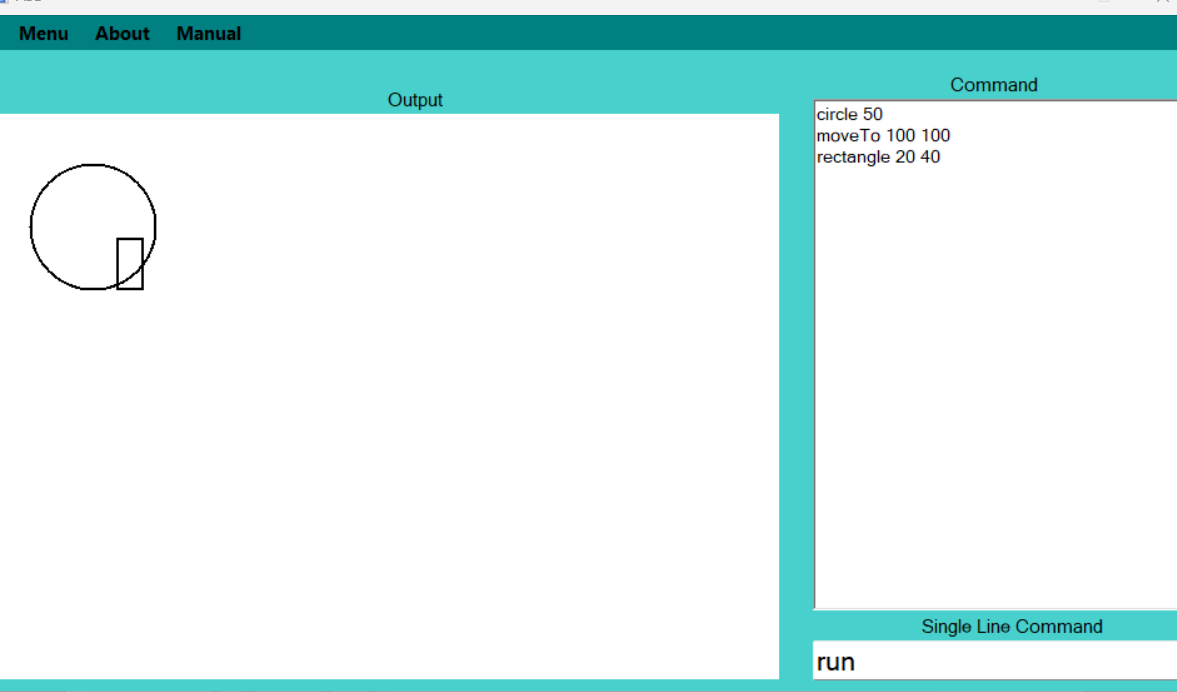 Menu About Manual
Output
Command
circle 50
moveTo 100 100
rectangle 20 40
Single Line Command
run